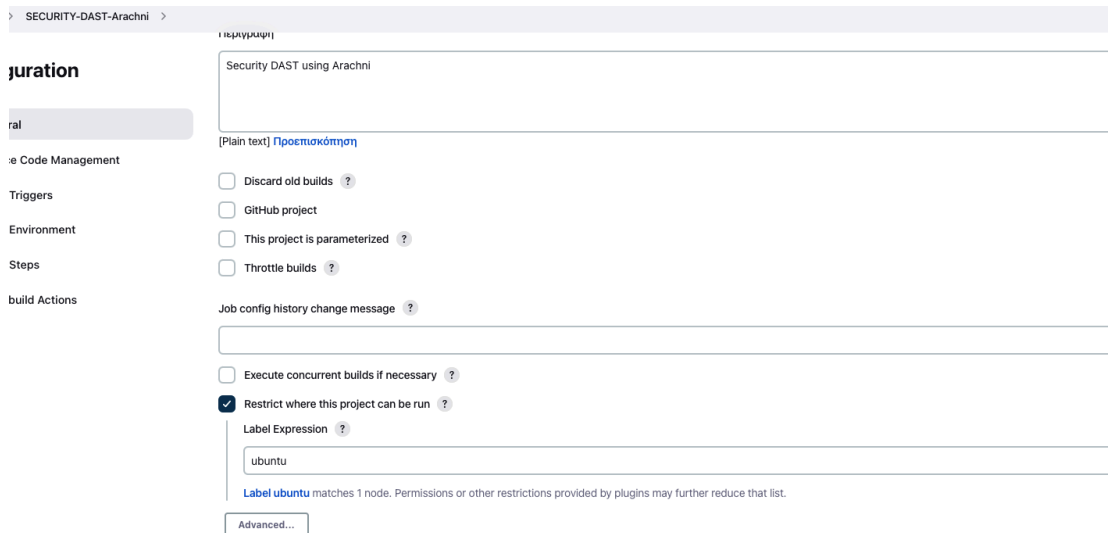 SECURITY-DAST-Arachni
Περιγραφή
guration
Security DAST using Arachni
ral
[Plain text] Προεπισκόπηση
ce Code Management
Discard old builds ?
Triggers
GitHub project
Environment
This project is parameterized ?
Steps
Throttle builds ?
build Actions
Job config history change message ?
Execute concurrent builds if necessary ?
Restrict where this project can be run ?
Label Expression ?
ubuntu
Label ubuntu matches 1 node. Permissions or other restrictions provided by plugins may further reduce that list.
Advanced...